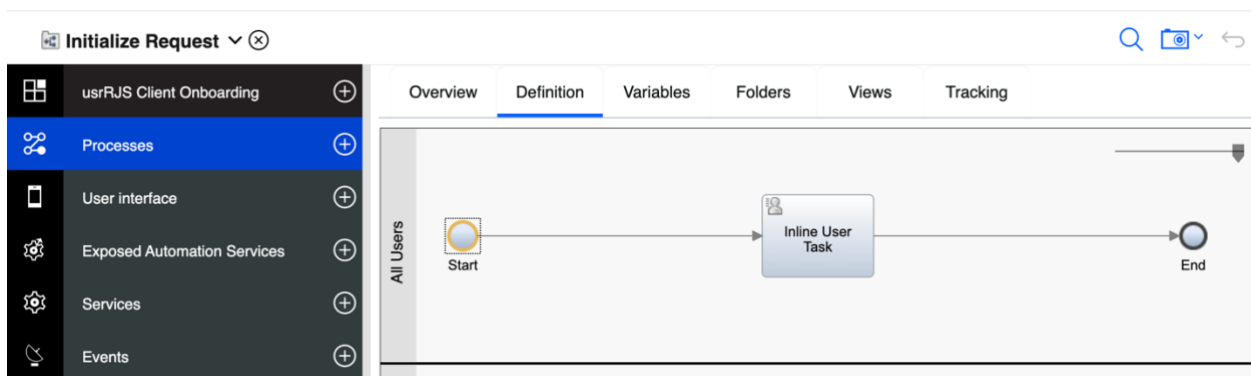 Initialize Request
usrRJS Client Onboarding
Overview
Definition
Variables
Folders
Views
Tracking
Processes
User interface
Exposed Automation Services
Services
Events
All Users
Start
Inline User
Task
End